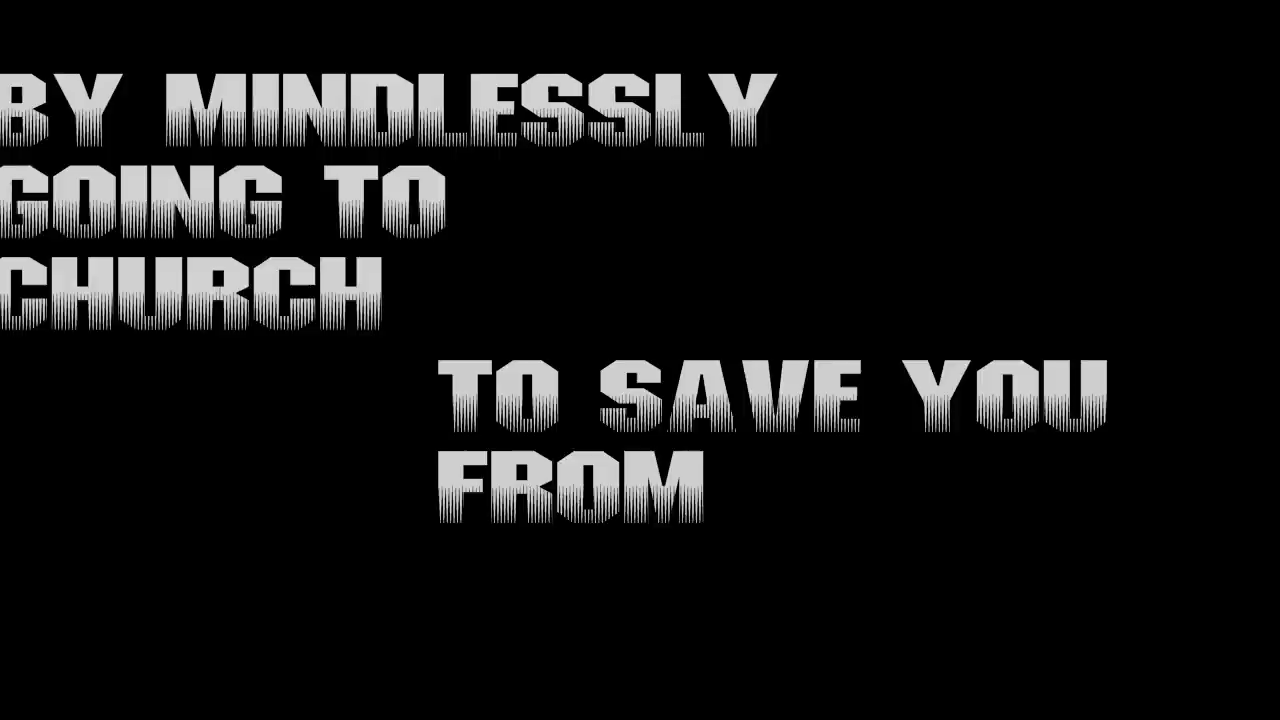 BY MINDLESSLY
GOING TO
CHURCH
TO SAVE YOU
FROM